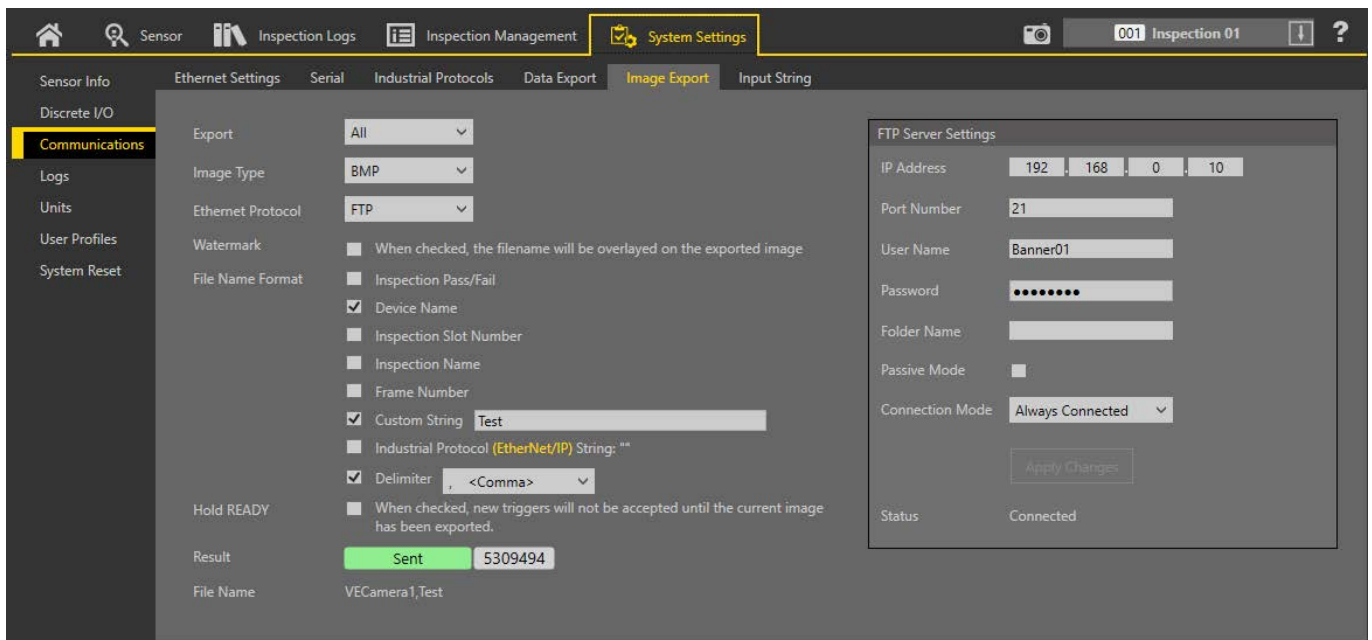 Sensor
Inspection Logs
Inspection Management
System Settings
001 Inspection 01
?
Sensor Info
Discrete I/O
Communications
Logs
Units
User Profiles
System Reset
Ethernet Settings
Serial
Industrial Protocols
Data Export
Image Export
Input String
Export
All
Image Type
BMP
Ethernet Protocol
FTP
Watermark
When checked, the filename will be overlayed on the exported image
File Name Format
Inspection Pass/Fail
Device Name
Inspection Slot Number
Inspection Name
Frame Number
Custom String Test
Industrial Protocol (EtherNet/IP) String: ""
Delimiter , <Comma>
Hold READY
When checked, new triggers will not be accepted until the current image
has been exported.
Result
Sent 5309494
File Name
VECamera1,Test
FTP Server Settings
IP Address 192 . 168 . 0 . 10
Port Number 21
User Name Banner01
Password ●●●●●●●●
Folder Name
Passive Mode
Connection Mode Always Connected
Apply Changes
Status Connected